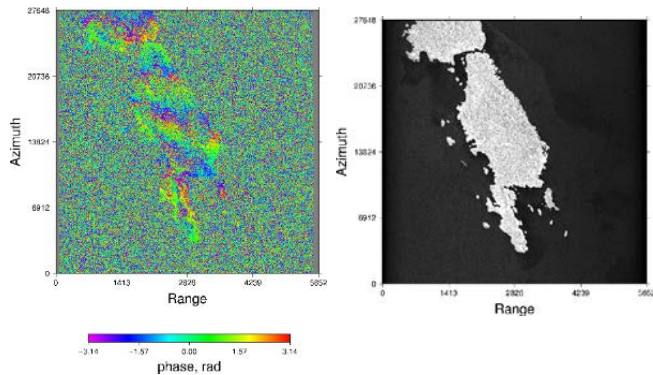 27648
20736
13824
6912
0
Azimuth
0 1413 2826 4239 5652
Range
−3.14 −1.57 0.00 1.57 3.14
phase, rad
27648
20736
13824
6912
0
Azimuth
0 1413 2826 4239 5652
Range